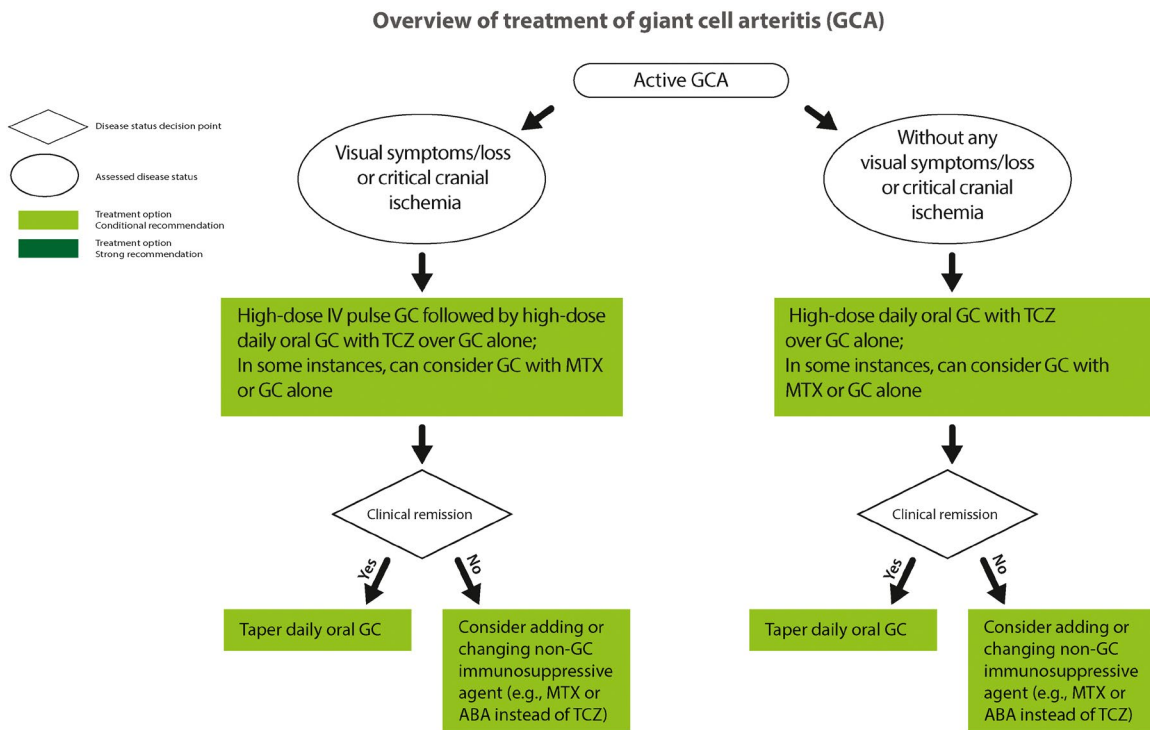 Overview of treatment of giant cell arteritis (GCA)
Active GCA
Disease status decision point
Assessed disease status
Treatment option
Conditional recommendation
Treatment option
Strong recommendation
Visual symptoms/loss
or critical cranial
ischemia
Without any
visual symptoms/loss
or critical cranial
ischemia
High-dose IV pulse GC followed by high-dose
daily oral GC with TCZ over GC alone;
In some instances, can consider GC with MTX
or GC alone
High-dose daily oral GC with TCZ
over GC alone;
In some instances, can consider GC with
MTX or GC alone
Clinical remission
Clinical remission
Yes
No
Yes
No
Taper daily oral GC
Consider adding or
changing non-GC
immunosuppressive
agent (e.g., MTX or
ABA instead of TCZ)
Taper daily oral GC
Consider adding or
changing non-GC
immunosuppressive
agent (e.g., MTX or
ABA instead of TCZ)